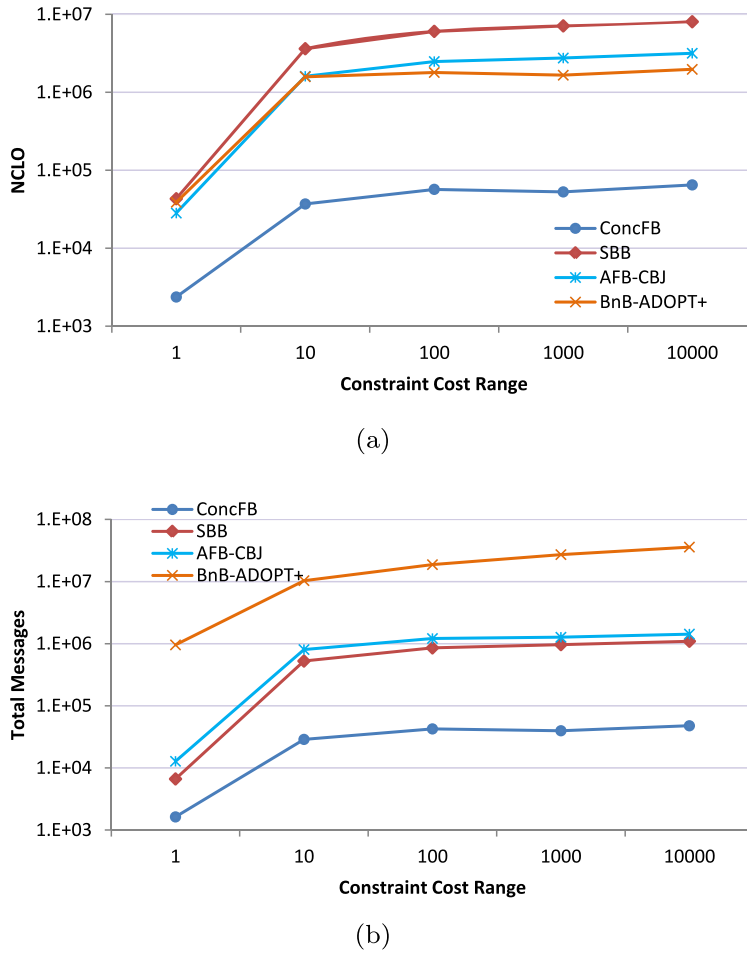 1.E+07
1.E+06
1.E+05
1.E+04
1.E+03
NCLO
ConcFB
SBB
AFB-CBJ
BnB-ADOPT+
1 10 100 1000 10000
Constraint Cost Range
(a)
ConcFB
SBB
AFB-CBJ
BnB-ADOPT+
1.E+08
1.E+07
1.E+06
1.E+05
1.E+04
1.E+03
Total Messages
1 10 100 1000 10000
Constraint Cost Range
(b)